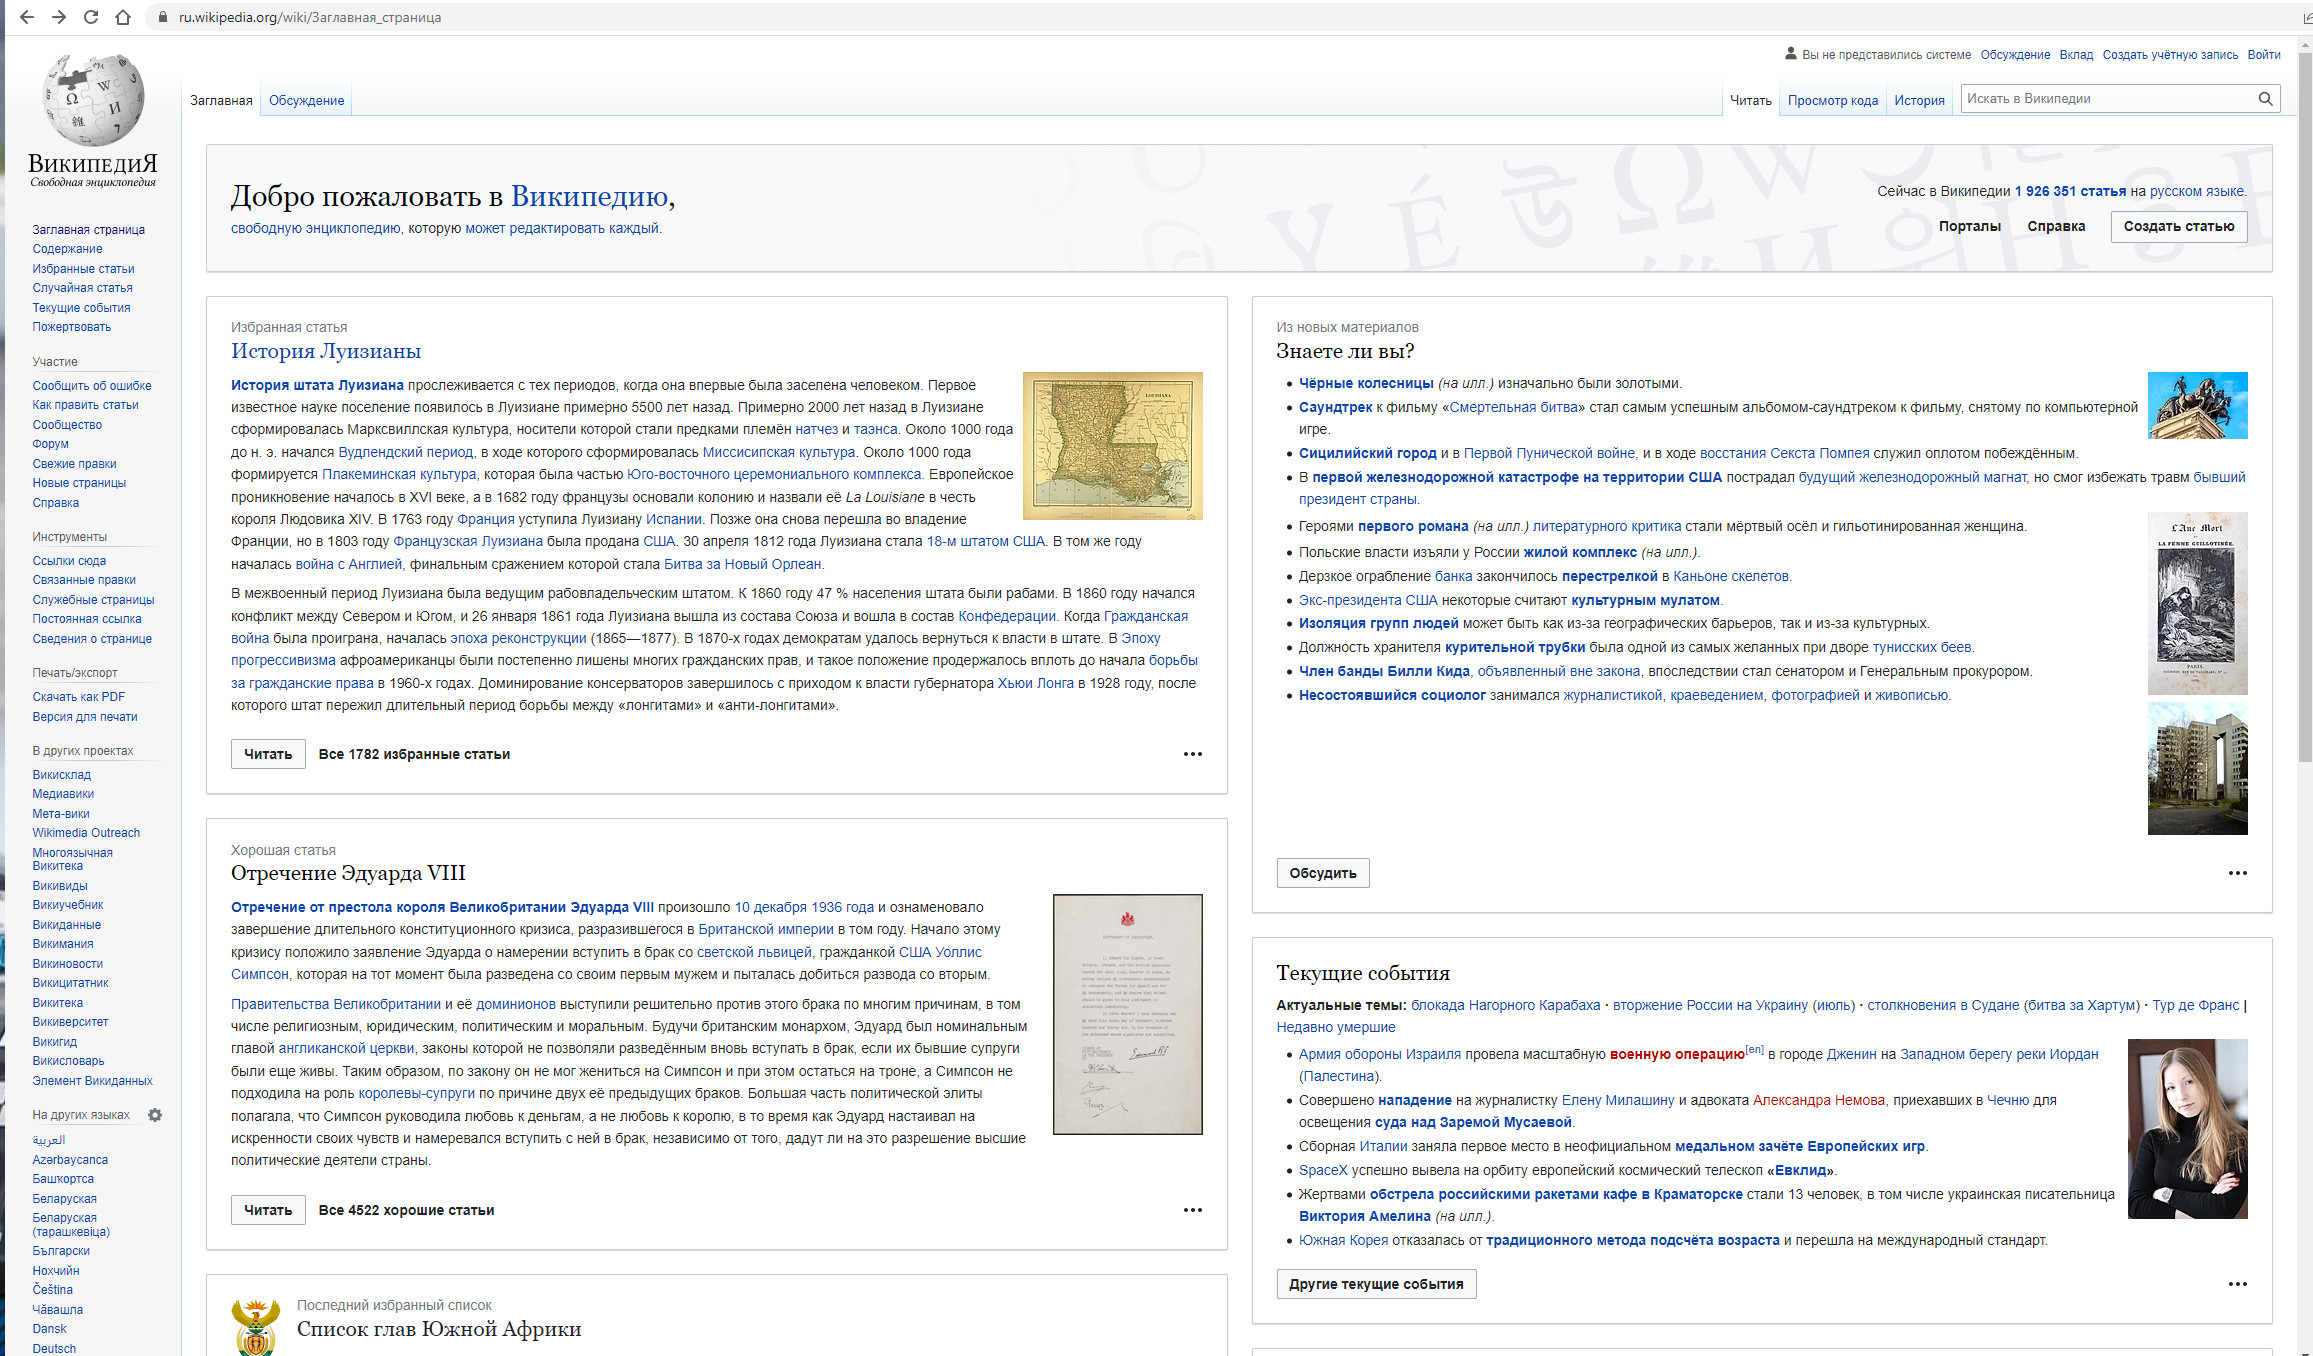 ru.wikipedia.org/wiki/Заглавная_страница
Вы не представились системе Обсуждение Вклад Создать учётную запись Войти
ВИКИПЕДИЯ
Свободная энциклопедия
Заглавная Обсуждение
Читать Просмотр кода История Искать в Википедии
Заглавная страница
Содержание
Избранные статьи
Случайная статья
Текущие события
Пожертвовать
Участие
Сообщить об ошибке
Как править статьи
Сообщество
Форум
Свежие правки
Новые страницы
Справка
Инструменты
Ссылки сюда
Связанные правки
Служебные страницы
Постоянная ссылка
Сведения о странице
Печать/экспорт
Скачать как PDF
Версия для печати
В других проектах
Викисклад
Медиавики
Мета-вики
Wikimedia Outreach
Многоязычная
Викитека
Викивиды
Викиучебник
Викиданные
Викимания
Викиновости
Викицитатник
Викитека
Викиверситет
Викигид
Викисловарь
Элемент Викиданных
На других языках
العربية
Azərbaycanca
Башҡортса
Беларуская
Беларуская
(тарашкевіца)
Български
Нохчийн
Čeština
Чӑвашла
Dansk
Deutsch
Добро пожаловать в Википедию,
свободную энциклопедию, которую может редактировать каждый.
Сейчас в Википедии 1 926 351 статья на русском языке.
Порталы Справка Создать статью
Избранная статья
История Луизианы
История штата Луизиана прослеживается с тех периодов, когда она впервые была заселена человеком. Первое
известное науке поселение появилось в Луизиане примерно 5500 лет назад. Примерно 2000 лет назад в Луизиане
сформировалась Марксвиллская культура, носители которой стали предками племён натчез и таэнса. Около 1000 года
до н. э. начался Вудлендский период, в ходе которого сформировалась Миссисипская культура. Около 1000 года
формируется Плакеминская культура, которая была частью Юго-восточного церемониального комплекса. Европейское
проникновение началось в XVI веке, а в 1682 году французы основали колонию и назвали её La Louisiane в честь
короля Людовика XIV. В 1763 году Франция уступила Луизиану Испании. Позже она снова перешла во владение
Франции, но в 1803 году Французская Луизиана была продана США. 30 апреля 1812 года Луизиана стала 18-м штатом США. В том же году
началась война с Англией, финальным сражением которой стала Битва за Новый Орлеан.
В межвоенный период Луизиана была ведущим рабовладельческим штатом. К 1860 году 47 % населения штата были рабами. В 1860 году начался
конфликт между Севером и Югом, и 26 января 1861 года Луизиана вышла из состава Союза и вошла в состав Конфедерации. Когда Гражданская
война была проиграна, началась эпоха реконструкции (1865—1877). В 1870-х годах демократам удалось вернуться к власти в штате. В Эпоху
прогрессивизма афроамериканцы были постепенно лишены многих гражданских прав, и такое положение продержалось вплоть до начала борьбы
за гражданские права в 1960-х годах. Доминирование консерваторов завершилось с приходом к власти губернатора Хьюи Лонга в 1928 году, после
которого штат пережил длительный период борьбы между «лонгитами» и «анти-лонгитами».
LOUISIANA
Читать Все 1782 избранные статьи
Хорошая статья
Отречение Эдуарда VIII
Отречение от престола короля Великобритании Эдуарда VIII произошло 10 декабря 1936 года и ознаменовало
завершение длительного конституционного кризиса, разразившегося в Британской империи в том году. Начало этому
кризису положило заявление Эдуарда о намерении вступить в брак со светской львицей, гражданкой США Уоллис
Симпсон, которая на тот момент была разведена со своим первым мужем и пыталась добиться развода со вторым.
Правительства Великобритании и её доминионов выступили решительно против этого брака по многим причинам, в том
числе религиозным, юридическим, политическим и моральным. Будучи британским монархом, Эдуард был номинальным
главой англиканской церкви, законы которой не позволяли разведённым вновь вступать в брак, если их бывшие супруги
были еще живы. Таким образом, по закону он не мог жениться на Симпсон и при этом остаться на троне, а Симпсон не
подходила на роль королевы-супруги по причине двух её предыдущих браков. Большая часть политической элиты
полагала, что Симпсон руководила любовь к деньгам, а не любовь к королю, в то время как Эдуард настаивал на
искренности своих чувств и намеревался вступить с ней в брак, независимо от того, дадут ли на это разрешение высшие
политические деятели страны.
Читать Все 4522 хорошие статьи
Последний избранный список
Список глав Южной Африки
Из новых материалов
Знаете ли вы?
Чёрные колесницы (на илл.) изначально были золотыми.
Саундтрек к фильму «Смертельная битва» стал самым успешным альбомом-саундтреком к фильму, снятому по компьютерной
игре.
Сицилийский город и в Первой Пунической войне, и в ходе восстания Секста Помпея служил оплотом побеждённым.
В первой железнодорожной катастрофе на территории США пострадал будущий железнодорожный магнат, но смог избежать травм бывший
президент страны.
Героями первого романа (на илл.) литературного критика стали мёртвый осёл и гильотинированная женщина.
Польские власти изъяли у России жилой комплекс (на илл.).
Дерзкое ограбление банка закончилось перестрелкой в Каньоне скелетов.
Экс-президента США некоторые считают культурным мулатом.
Изоляция групп людей может быть как из-за географических барьеров, так и из-за культурных.
Должность хранителя курительной трубки была одной из самых желанных при дворе тунисских беев.
Член банды Билли Кида, объявленный вне закона, впоследствии стал сенатором и Генеральным прокурором.
Несостоявшийся социолог занимался журналистикой, краеведением, фотографией и живописью.
L'Ane Mort
LA FEMME GUILLOTINÉE.
PARIS
Обсудить
Текущие события
Актуальные темы: блокада Нагорного Карабаха · вторжение России на Украину (июль) · столкновения в Судане (битва за Хартум) · Тур де Франс |
Недавно умершие
Армия обороны Израиля провела масштабную военную операцию[en] в городе Дженин на Западном берегу реки Иордан
(Палестина).
Совершено нападение на журналистку Елену Милашину и адвоката Александра Немова, приехавших в Чечню для
освещения суда над Заремой Мусаевой.
Сборная Италии заняла первое место в неофициальном медальном зачёте Европейских игр.
SpaceX успешно вывела на орбиту европейский космический телескоп «Евклид».
Жертвами обстрела российскими ракетами кафе в Краматорске стали 13 человек, в том числе украинская писательница
Виктория Амелина (на илл.).
Южная Корея отказалась от традиционного метода подсчёта возраста и перешла на международный стандарт.
Другие текущие события